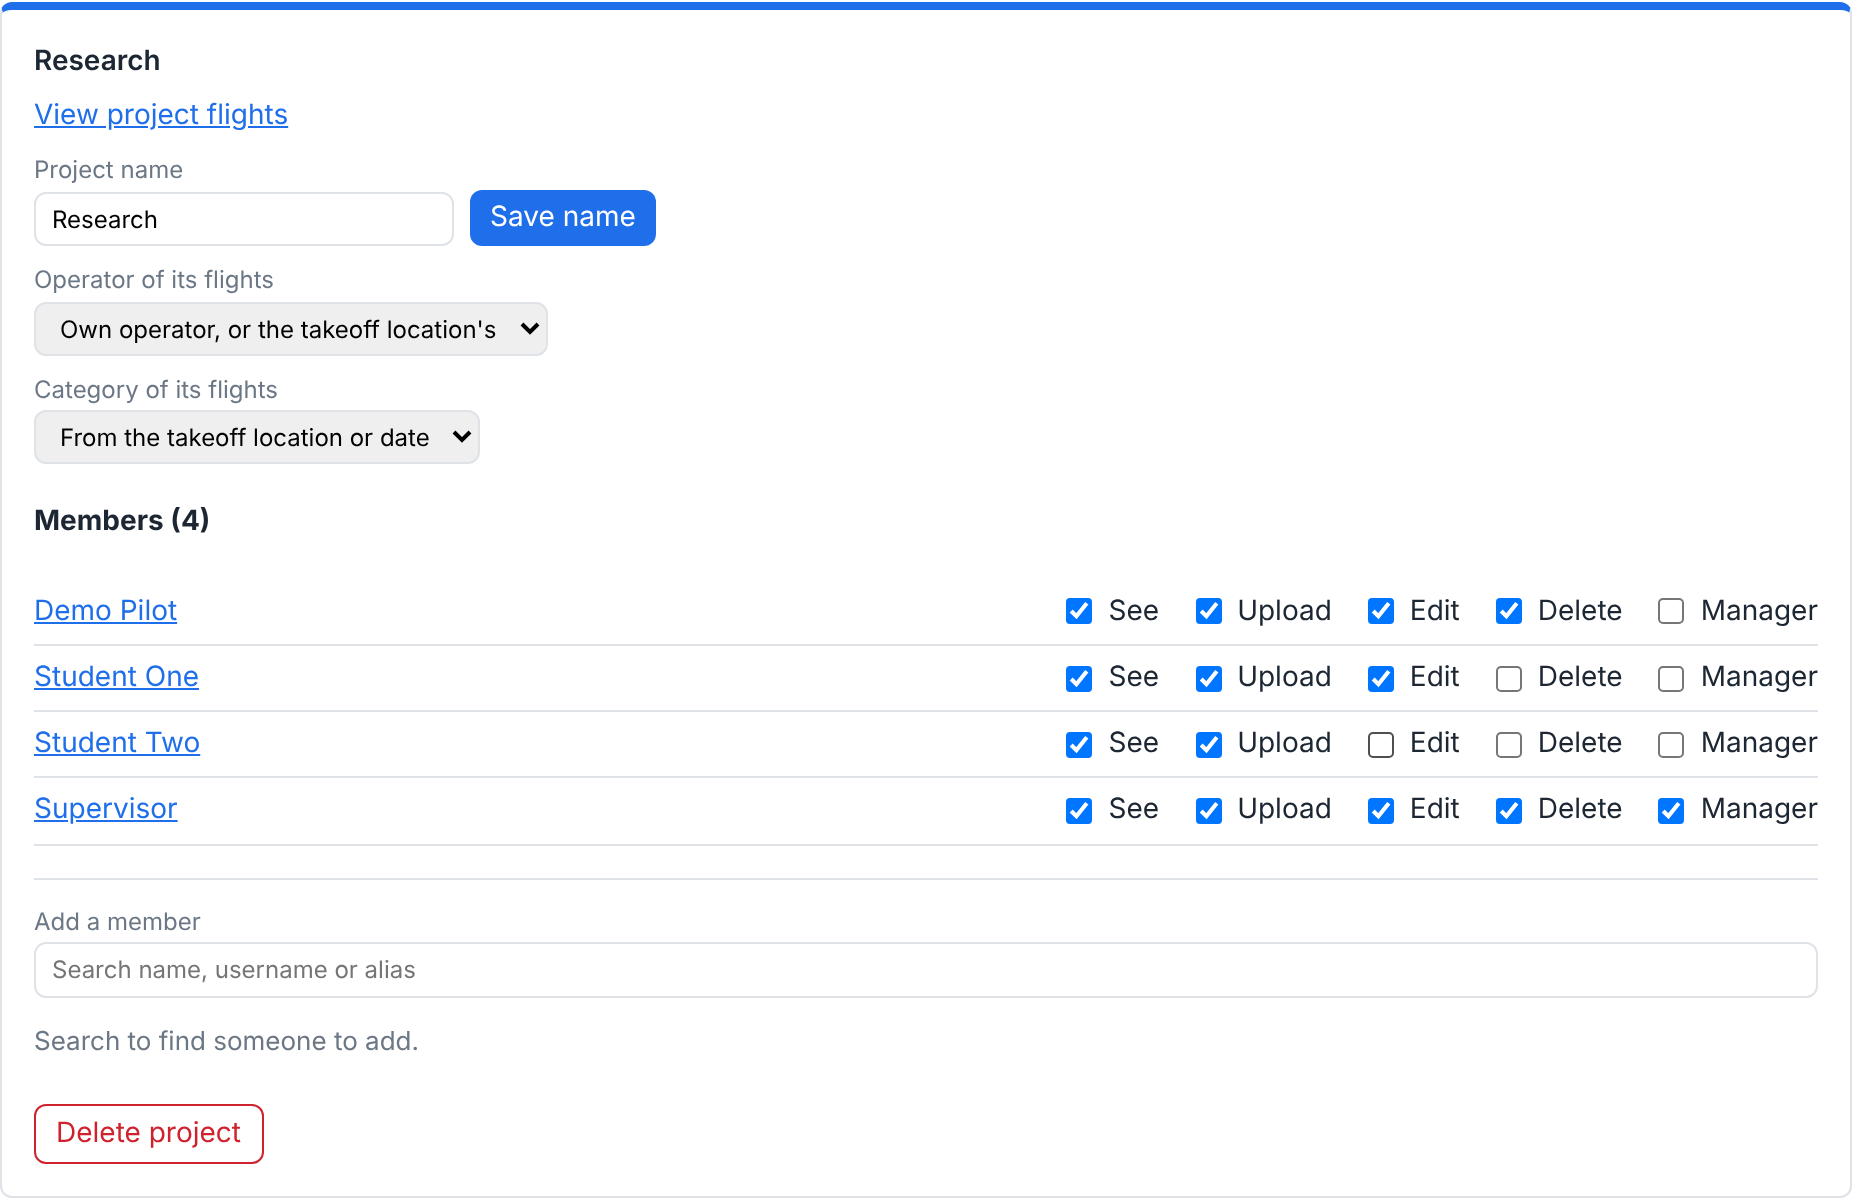 Research
View project flights
Project name
Research
Save name
Operator of its flights
Own operator, or the takeoff location's
Category of its flights
From the takeoff location or date
Members (4)
Demo Pilot See Upload Edit Delete Manager
Student One See Upload Edit Delete Manager
Student Two See Upload Edit Delete Manager
Supervisor See Upload Edit Delete Manager
Add a member
Search name, username or alias
Search to find someone to add.
Delete project